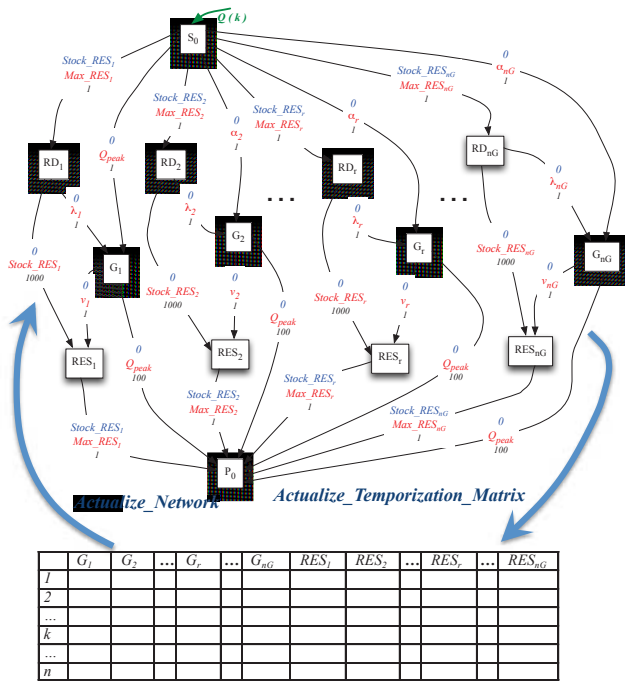 Q(k)
S0
Stock_RES1
Max_RES1
1
0
Qpeak
1
Stock_RES2
Max_RES2
1
0
α2
1
Stock_RESr
Max_RESr
1
0
αr
1
Stock_RESnG
Max_RESnG
1
0
αnG
1
RD1
RD2
RDr
RDnG
0
λ1
1
0
λ2
1
0
λr
1
0
λnG
1
... ...
G1
G2
Gr
GnG
0
Stock_RES1
1000
0
v1
1
0
Stock_RES2
1000
0
v2
1
0
Qpeak
100
0
Stock_RESr
1000
0
vr
1
0
Stock_RESnG
1000
0
vnG
1
RES1
RES2
RESr
RESnG
0
Qpeak
100
0
Qpeak
100
Stock_RES1
Max_RES1
1
Stock_RES2
Max_RES2
1
Stock_RESr
Max_RESr
1
Stock_RESnG
Max_RESnG
1
0
Qpeak
100
P0
Actualize_Network
Actualize_Temporization_Matrix
G1 G2 ... Gr ... GnG RES1 RES2 ... RESr ... RESnG
1
2
...
k
...
n